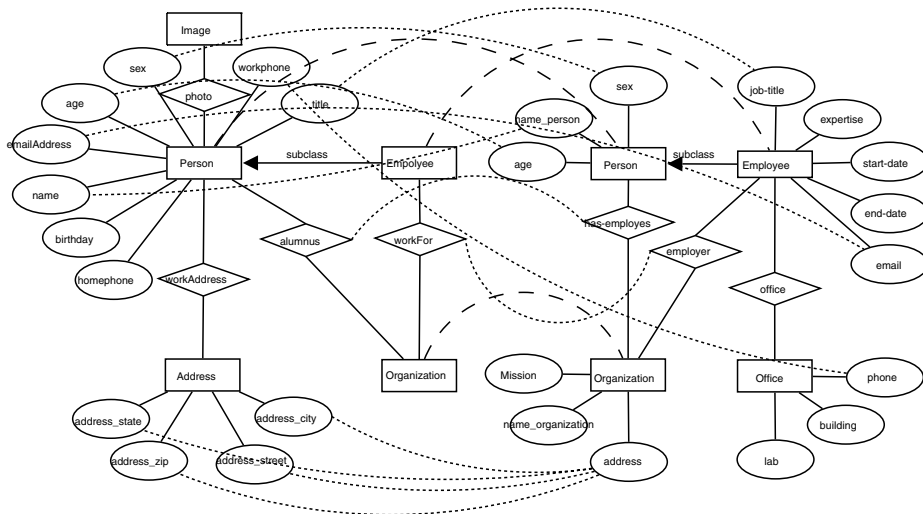 Image
sex
workphone
age
photo
title
emailAddress
Person
subclass
Empolyee
name
birthday
alumnus
workFor
homephone
workAddress
Address
Organization
address_state
address_city
address_zip
address_street
sex
job-title
name_person
expertise
age
Person
subclass
Employee
start-date
has-employes
end-date
employer
email
office
Mission
Organization
Office
phone
name_organization
building
address
lab